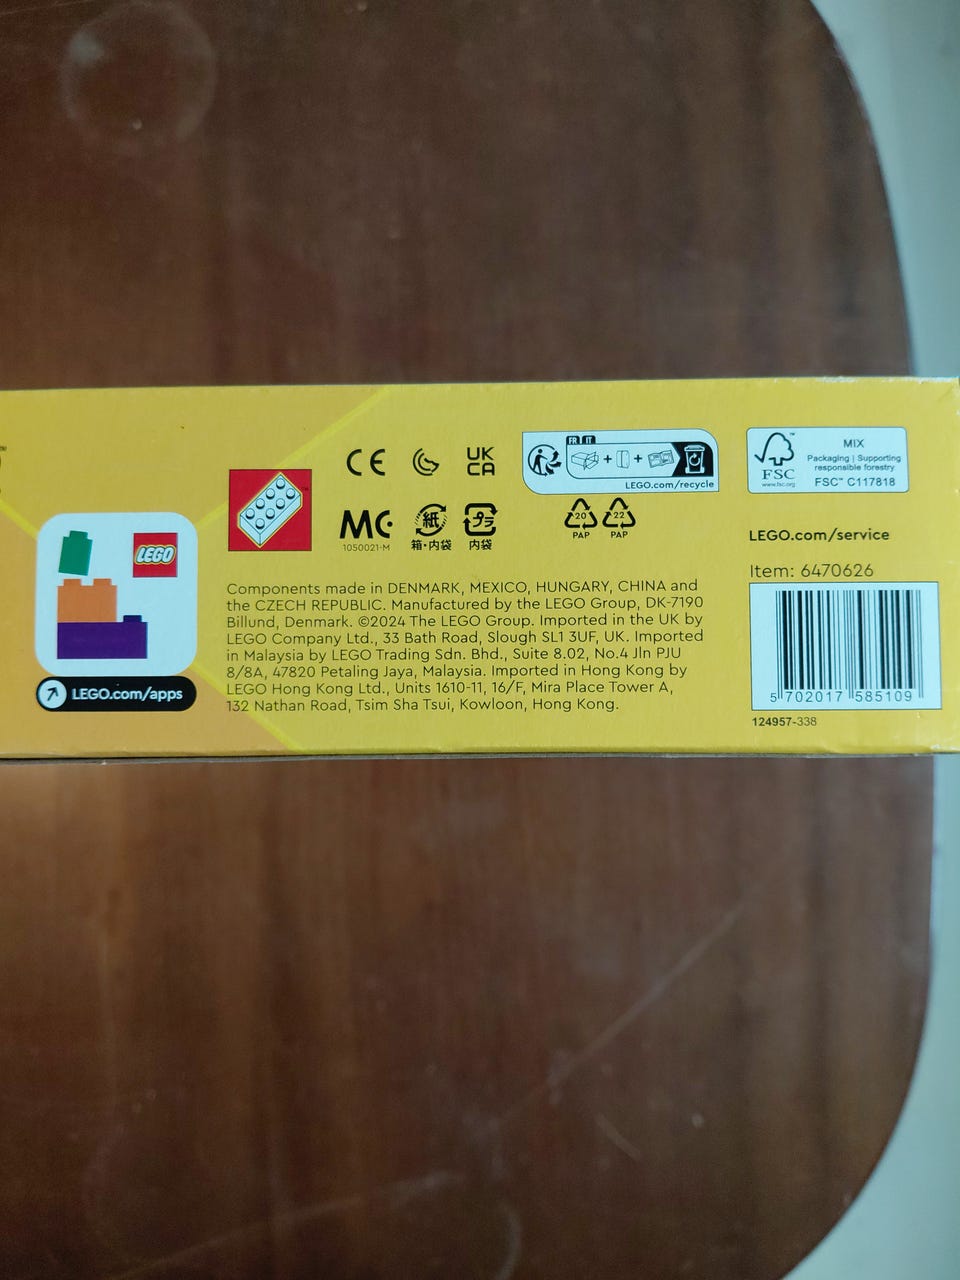 LEGO
LEGO.com/apps
CE
UK
CA
MC
1050021-M
紙
箱・内袋
プラ
内袋
FR IT
LEGO.com/recycle
20
PAP
22
PAP
Components made in DENMARK, MEXICO, HUNGARY, CHINA and
the CZECH REPUBLIC. Manufactured by the LEGO Group, DK-7190
Billund, Denmark. ©2024 The LEGO Group. Imported in the UK by
LEGO Company Ltd., 33 Bath Road, Slough SL1 3UF, UK. Imported
in Malaysia by LEGO Trading Sdn. Bhd., Suite 8.02, No.4 Jln PJU
8/8A, 47820 Petaling Jaya, Malaysia. Imported in Hong Kong by
LEGO Hong Kong Ltd., Units 1610-11, 16/F, Mira Place Tower A,
132 Nathan Road, Tsim Sha Tsui, Kowloon, Hong Kong.
FSC
www.fsc.org
MIX
Packaging | Supporting
responsible forestry
FSC™ C117818
LEGO.com/service
Item: 6470626
5 702017 585109
124957-338